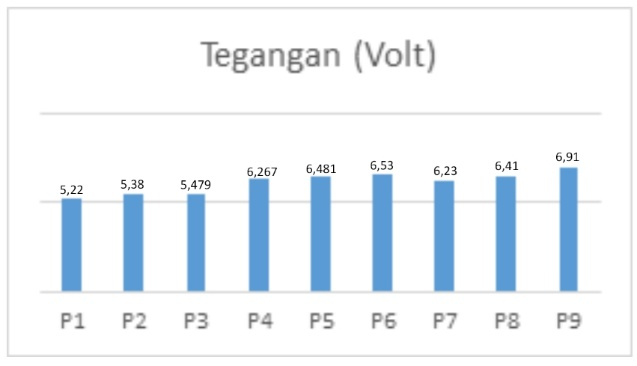 Tegangan (Volt)
5,22 5,38 5,479 6,267 6,481 6,53 6,23 6,41 6,91
P1 P2 P3 P4 P5 P6 P7 P8 P9